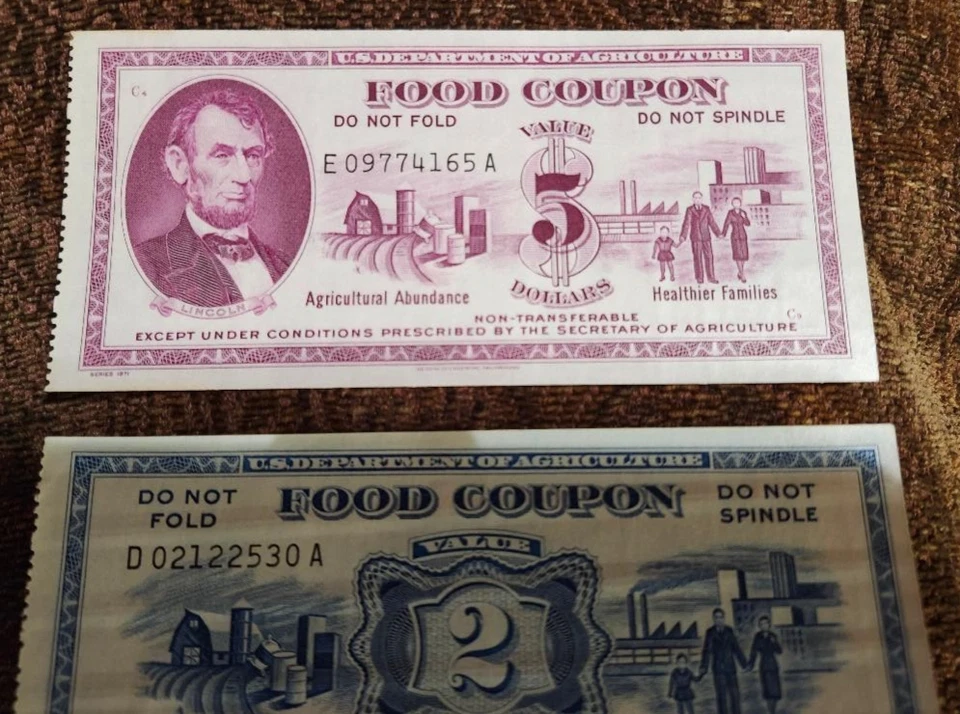 U.S. DEPARTMENT OF AGRICULTURE
FOOD COUPON
DO NOT FOLD
DO NOT SPINDLE
C4
VALUE
E 09774165 A
5
LINCOLN
Agricultural Abundance
DOLLARS
Healthier Families
NON-TRANSFERABLE
EXCEPT UNDER CONDITIONS PRESCRIBED BY THE SECRETARY OF AGRICULTURE
SERIES 1971
U.S. DEPARTMENT OF AGRICULTURE
DO NOT FOLD
FOOD COUPON
DO NOT SPINDLE
D 02122530 A
VALUE
2